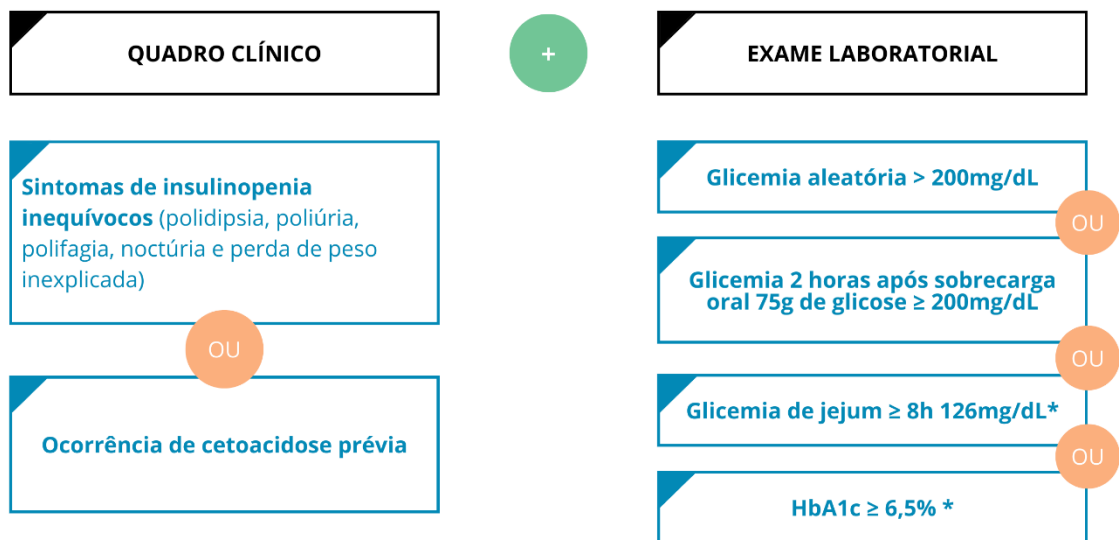 QUADRO CLÍNICO
+
EXAME LABORATORIAL
Sintomas de insulinopenia
inequívocos (polidipsia, poliúria,
polifagia, noctúria e perda de peso
inexplicada)
OU
Ocorrência de cetoacidose prévia
Glicemia aleatória > 200mg/dL
OU
Glicemia 2 horas após sobrecarga
oral 75g de glicose ≥ 200mg/dL
OU
Glicemia de jejum ≥ 8h 126mg/dL*
OU
HbA1c ≥ 6,5% *